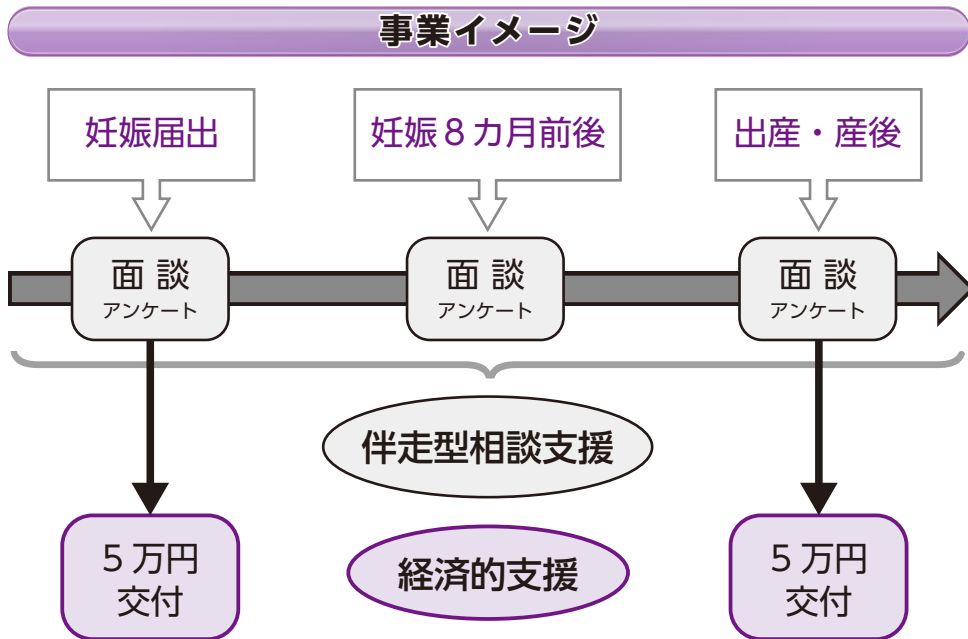 事業イメージ
妊娠届出
妊娠８カ月前後
出産・産後
面 談
アンケート
面 談
アンケート
面 談
アンケート
伴走型相談支援
５万円
交付
経済的支援
５万円
交付